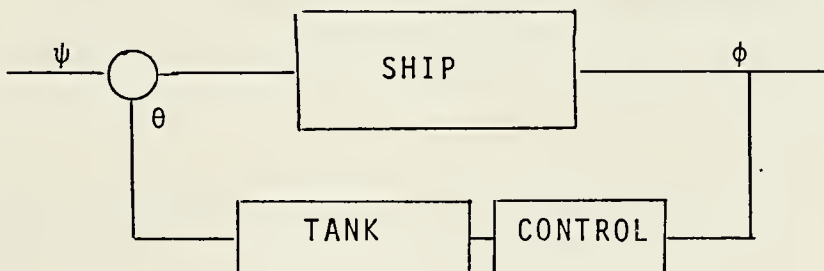 ψ
SHIP
φ
θ
TANK
CONTROL